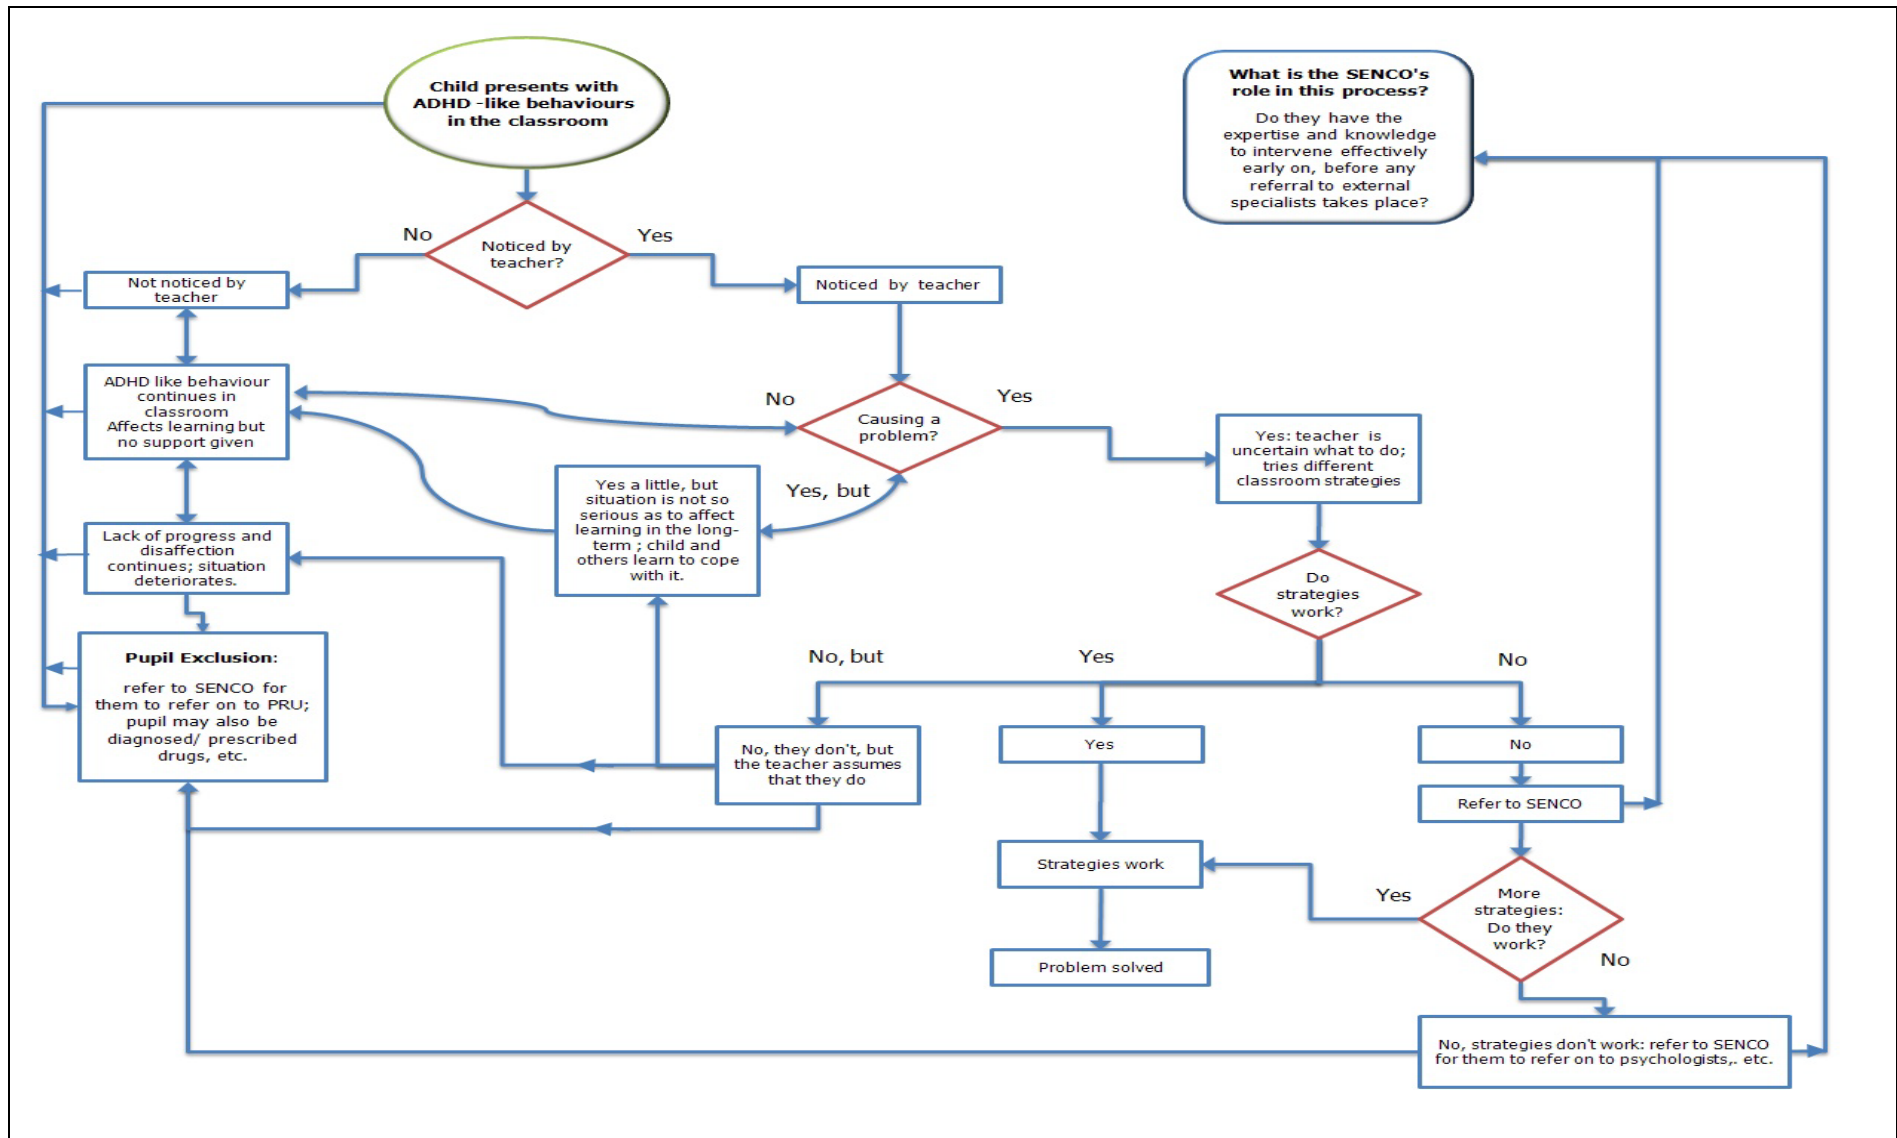 Child presents with
ADHD -like behaviours
in the classroom
What is the SENCO's
role in this process?
Do they have the
expertise and knowledge
to intervene effectively
early on, before any
referral to external
specialists takes place?
No
Noticed by
teacher?
Yes
Not noticed by
teacher
Noticed by teacher
ADHD like behaviour
continues in
classroom
Affects learning but
no support given
No
Causing a
problem?
Yes
Yes: teacher is
uncertain what to do;
tries different
classroom strategies
Yes a little, but
situation is not so
serious as to affect
learning in the long-
term ; child and
others learn to cope
with it.
Yes, but
Lack of progress and
disaffection
continues; situation
deteriorates.
Do
strategies
work?
Pupil Exclusion:
refer to SENCO for
them to refer on to PRU;
pupil may also be
diagnosed/ prescribed
drugs, etc.
No, but
Yes
No
No, they don't, but
the teacher assumes
that they do
Yes
No
Refer to SENCO
Strategies work
Yes
More
strategies:
Do they
work?
No
Problem solved
No, strategies don't work: refer to SENCO
for them to refer on to psychologists,. etc.